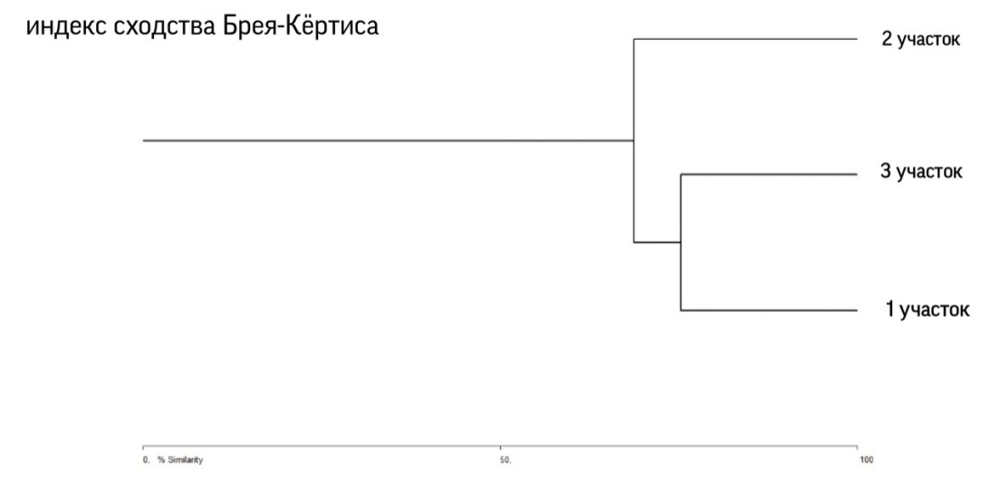 индекс сходства Брея-Кёртиса
2 участок
3 участок
1 участок
0, % Similarity 50, 100